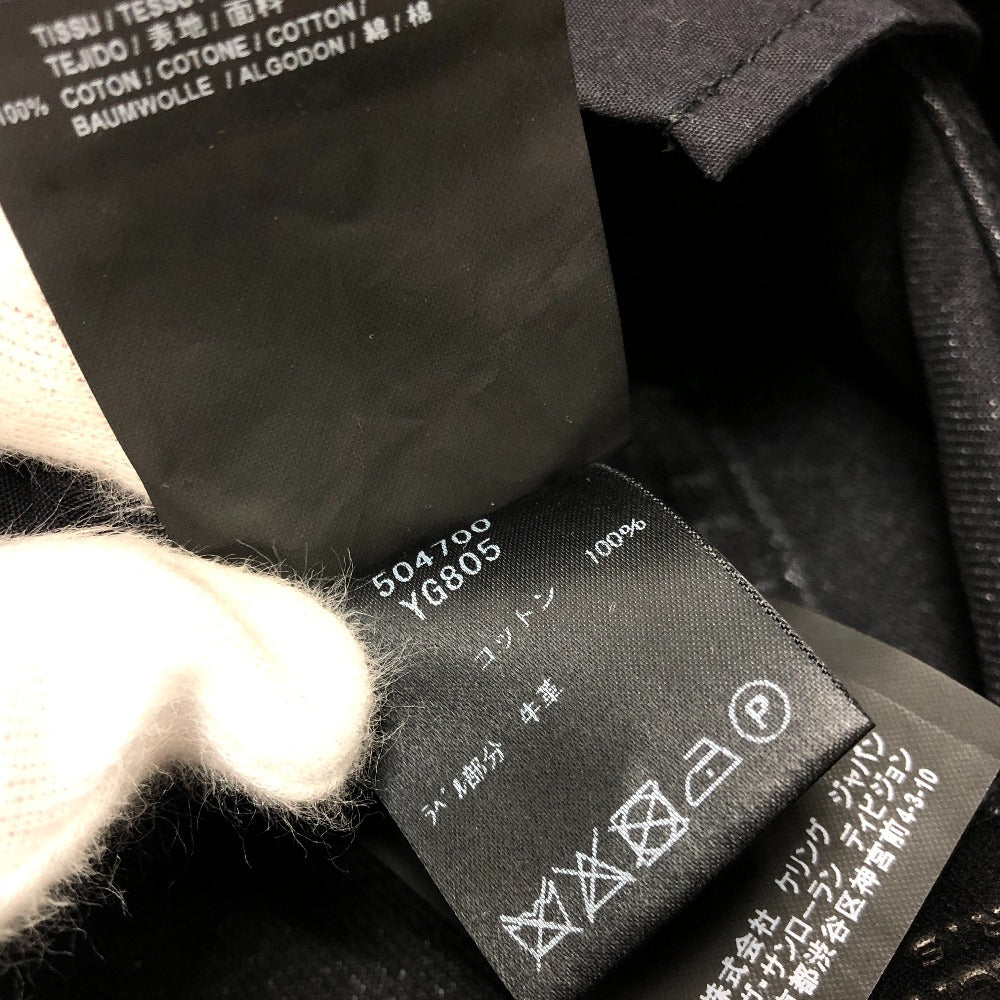 TISSU / TESSU
TEJIDO / 表地 / 面料
100% COTON / COTONE / COTTON /
BAUMWOLLE / ALGODON / 綿 / 棉
504700
YG805
コットン 100%
ラベル部分 牛革
P
株式会社 ケリング ジャパン
サンローラン ディビジョン
都渋谷区神宮前4-3-10